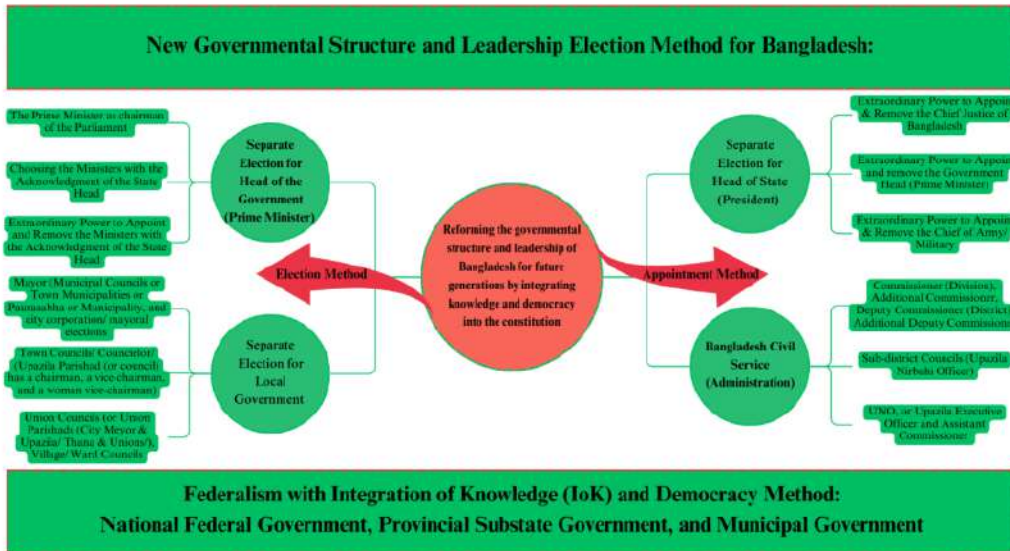 New Governmental Structure and Leadership Election Method for Bangladesh:
The Prime Minister as chairman
of the Parliament
Choosing the Ministers with the
Acknowledgment of the State
Head
Extraordinary Power to Appoint
and Remove the Ministers with
the Acknowledgment of the State
Head
Separate
Election for
Head of the
Government
(Prime Minister)
Election Method
Mayor (Municipal Councils or
Town Municipalities or
or Municipality, and
city corporation/ mayoral
elections
Town Councils/ Councelor/
(Upazila Parishad (or council)
has a chairman, a vice-chairman,
and a woman vice-chairman)
Union Councils (or Union
Parishads (City Meyor &
Upazila/ Thana & Unions/),
Village/ Ward Councils
Separate
Election for
Local
Government
Reforming the governmental
structure and leadership of
Bangladesh for future
generations by integrating
knowledge and democracy
into the constitution
Separate
Election for
Head of State
(President)
Extraordinary Power to Appoint
& Remove the Chief Justice of
Bangladesh
Extraordinary Power to Appoint
and remove the Government
Head (Prime Minister)
Extraordinary Power to Appoint
& Remove the Chief of Army/
Military
Appointment Method
Bangladesh Civil
Service
(Administration)
Commissioner (Division),
Additional Commissioner,
Deputy Commissioner (District)
Additional Deputy Commissione
Sub-district Councils (Upazila
Nirbahi Officer)
UNO, or Upazila Executive
Officer and Assistant
Commissioner
Federalism with Integration of Knowledge (IoK) and Democracy Method:
National Federal Government, Provincial Substate Government, and Municipal Government